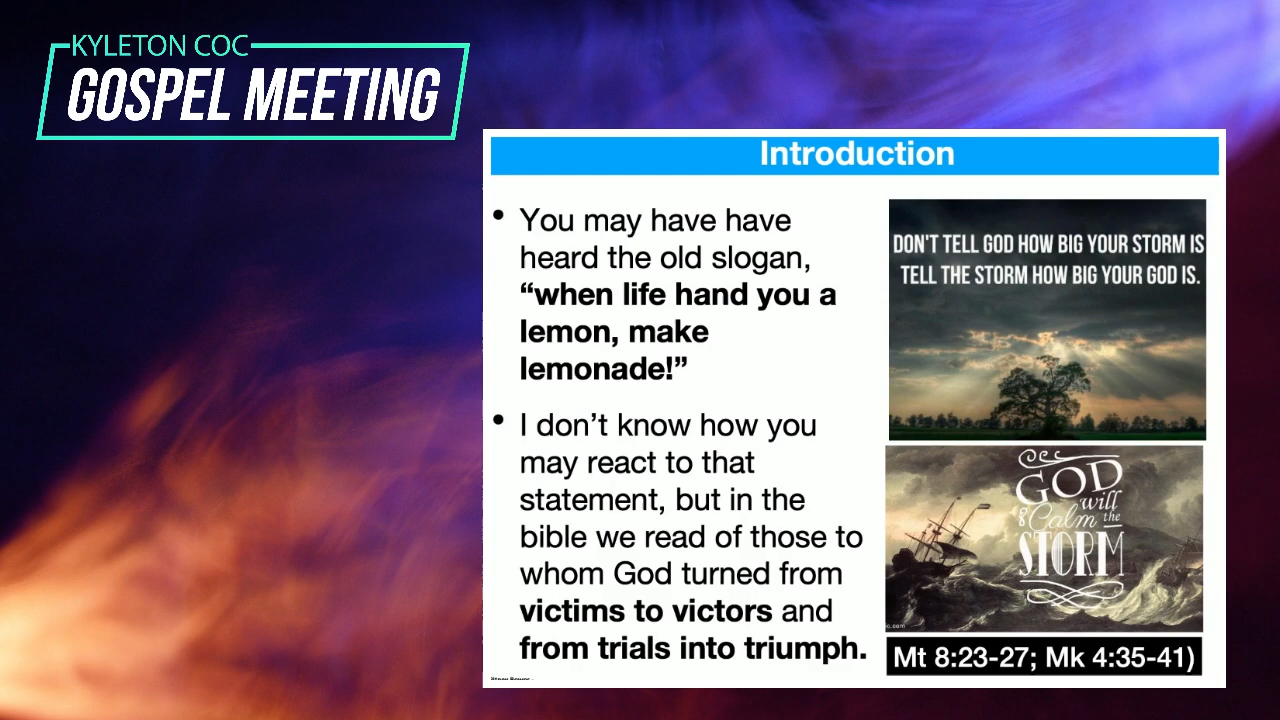 KYLETON COC
GOSPEL MEETING
Introduction
• You may have have
heard the old slogan,
“when life hand you a
lemon, make
lemonade!”
• I don’t know how you
may react to that
statement, but in the
bible we read of those to
whom God turned from
victims to victors and
from trials into triumph.
DON'T TELL GOD HOW BIG YOUR STORM IS
TELL THE STORM HOW BIG YOUR GOD IS.
GOD
will
Calm the
STORM
Mt 8:23-27; Mk 4:35-41)